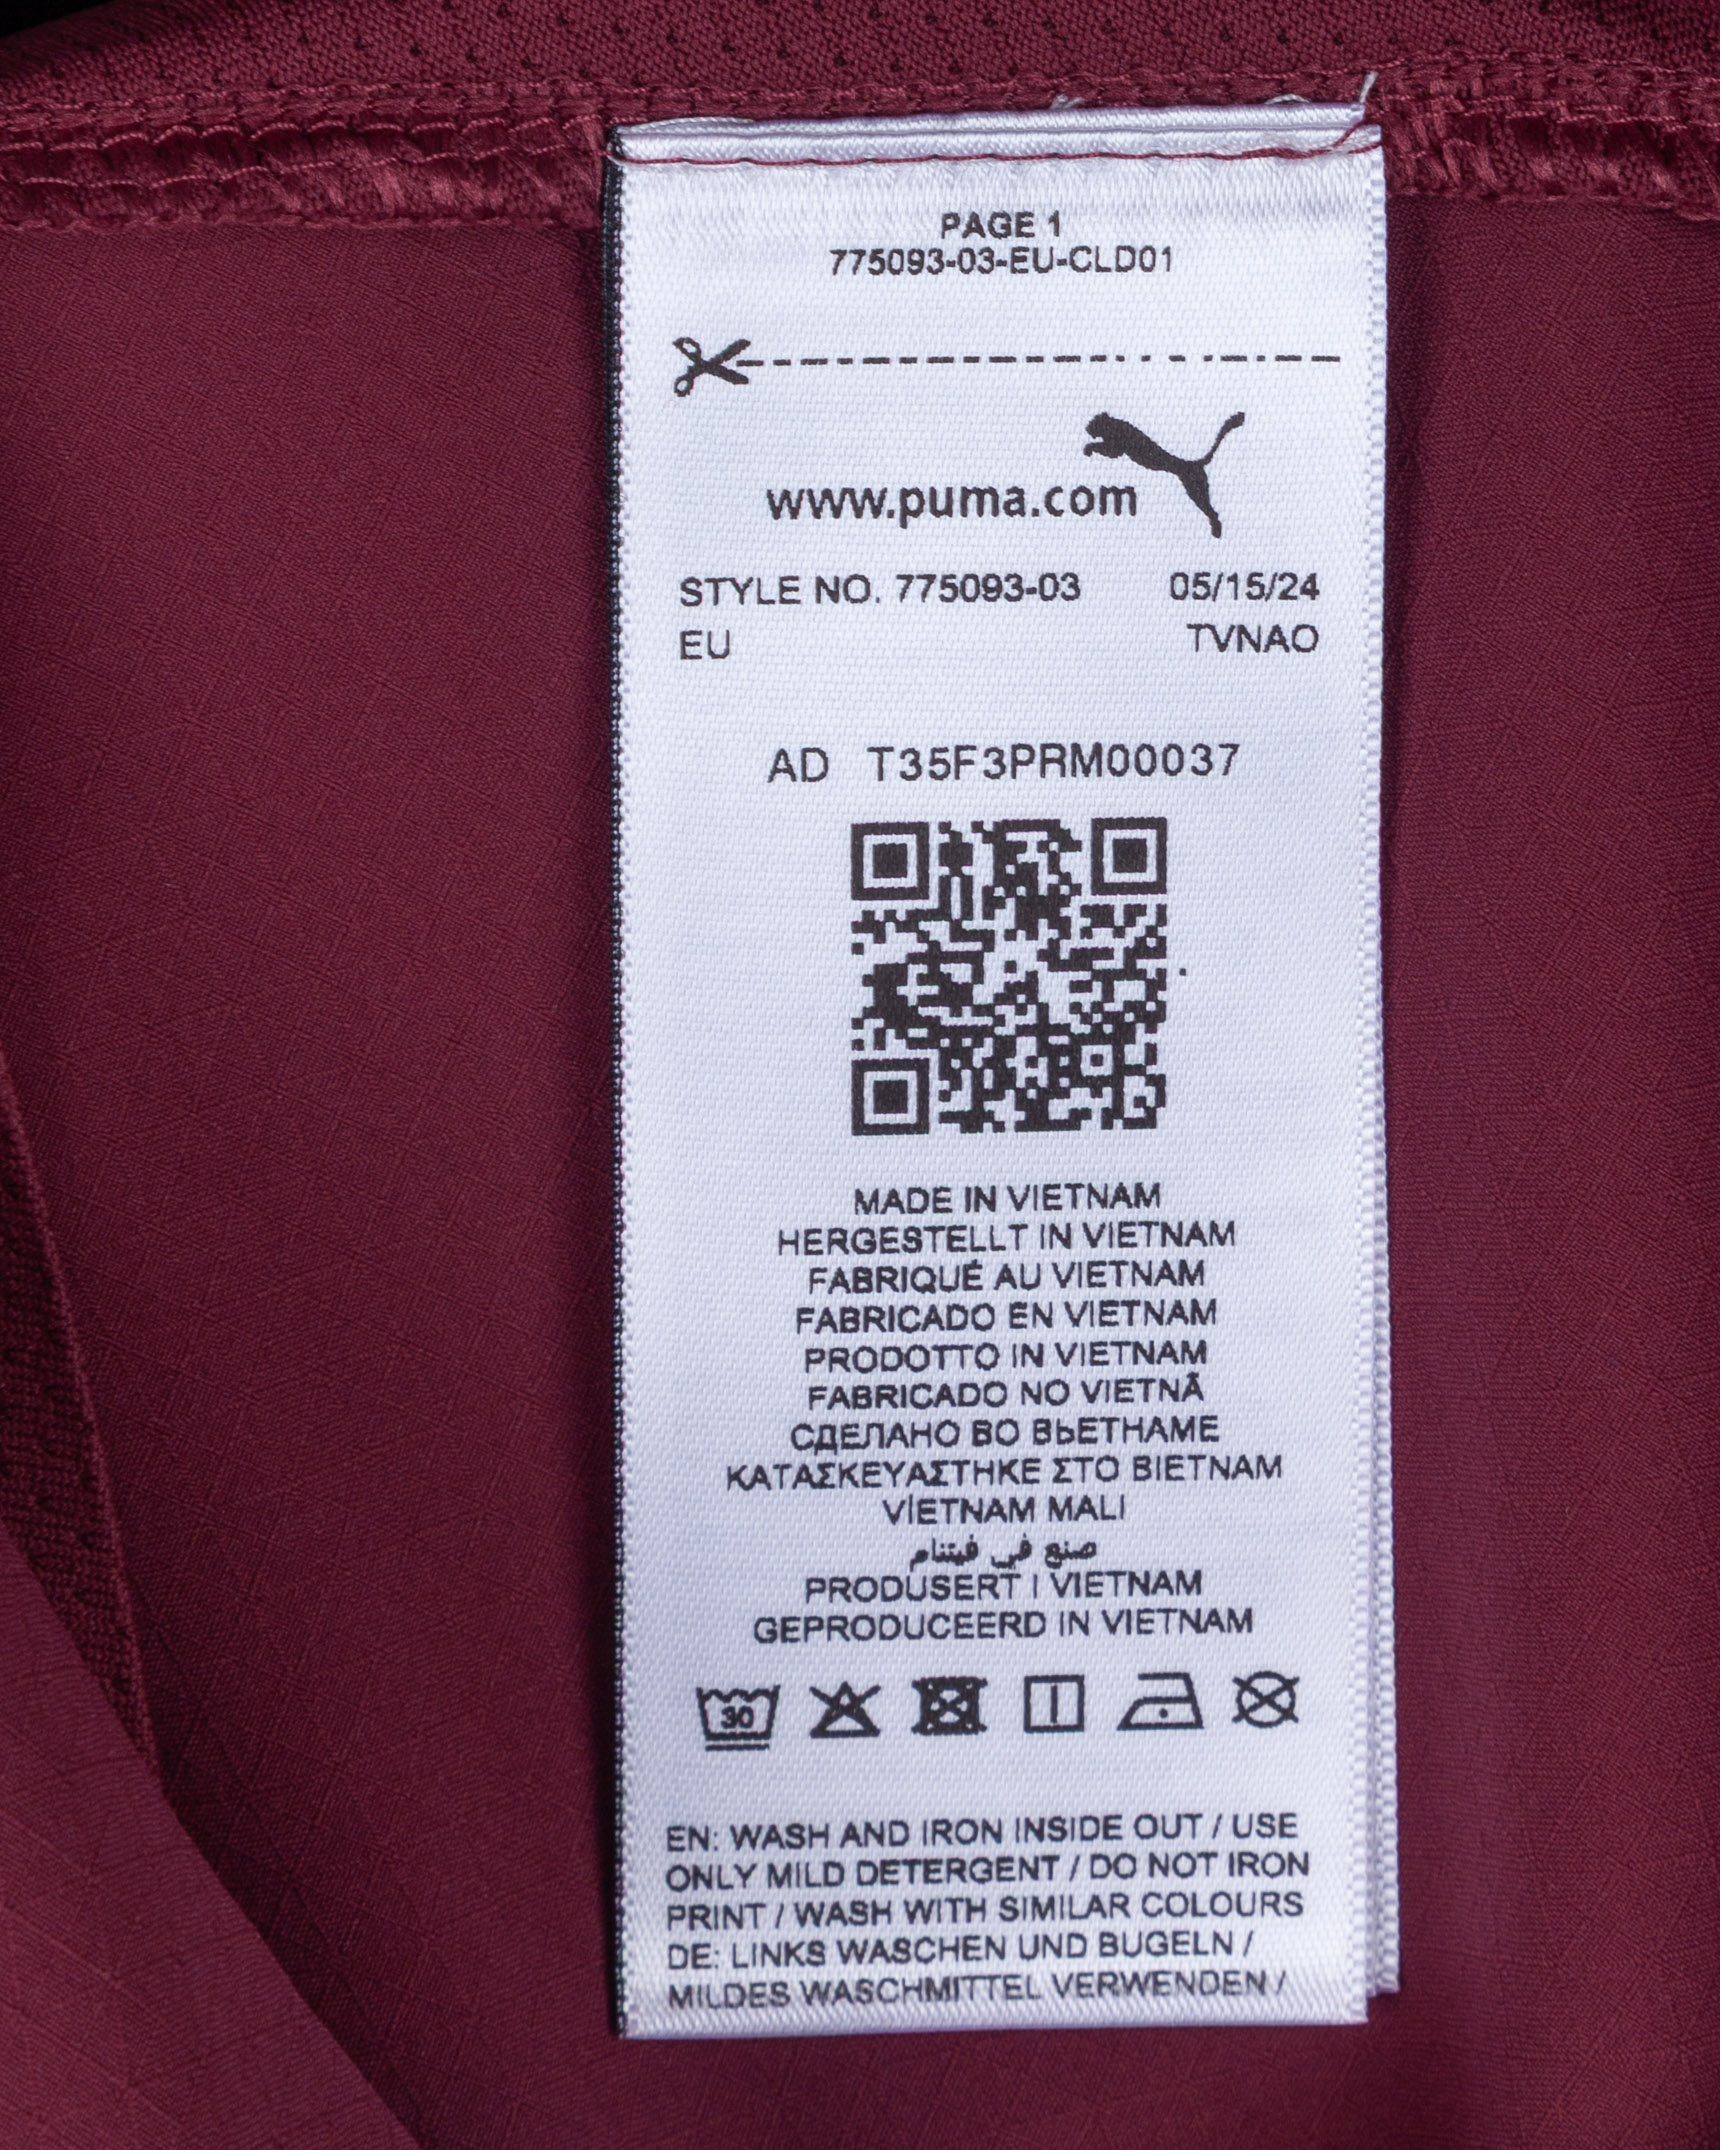 PAGE 1
775093-03-EU-CLD01
www.puma.com
STYLE NO. 775093-03 05/15/24
EU TVNAO
AD T35F3PRM00037
MADE IN VIETNAM
HERGESTELLT IN VIETNAM
FABRIQUÉ AU VIETNAM
FABRICADO EN VIETNAM
PRODOTTO IN VIETNAM
FABRICADO NO VIETNÃ
СДЕЛАНО ВО ВЬЕТНАМЕ
ΚΑΤΑΣΚΕΥΑΣΤΗΚΕ ΣΤΟ ΒΙΕΤΝΑΜ
VİETNAM MALI
صنع في فيتنام
PRODUSERT I VIETNAM
GEPRODUCEERD IN VIETNAM
30
EN: WASH AND IRON INSIDE OUT / USE
ONLY MILD DETERGENT / DO NOT IRON
PRINT / WASH WITH SIMILAR COLOURS
DE: LINKS WASCHEN UND BUGELN /
MILDES WASCHMITTEL VERWENDEN /